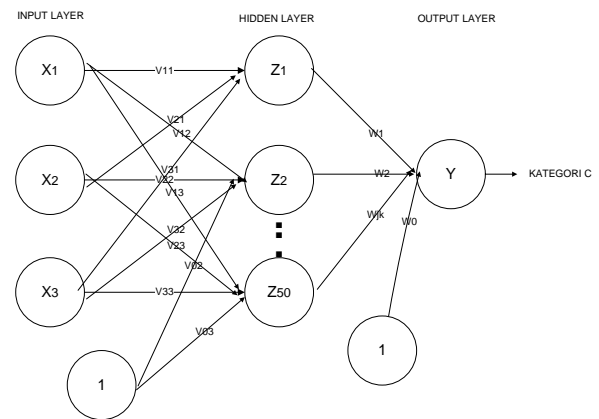 INPUT LAYER
HIDDEN LAYER
OUTPUT LAYER
X1
V11
Z1
V21
V12
W1
X2
V31
V22
V13
Z2
W2
Y
KATEGORI C
V32
V23
Wjk
W0
V02
X3
V33
Z50
V03
1
1